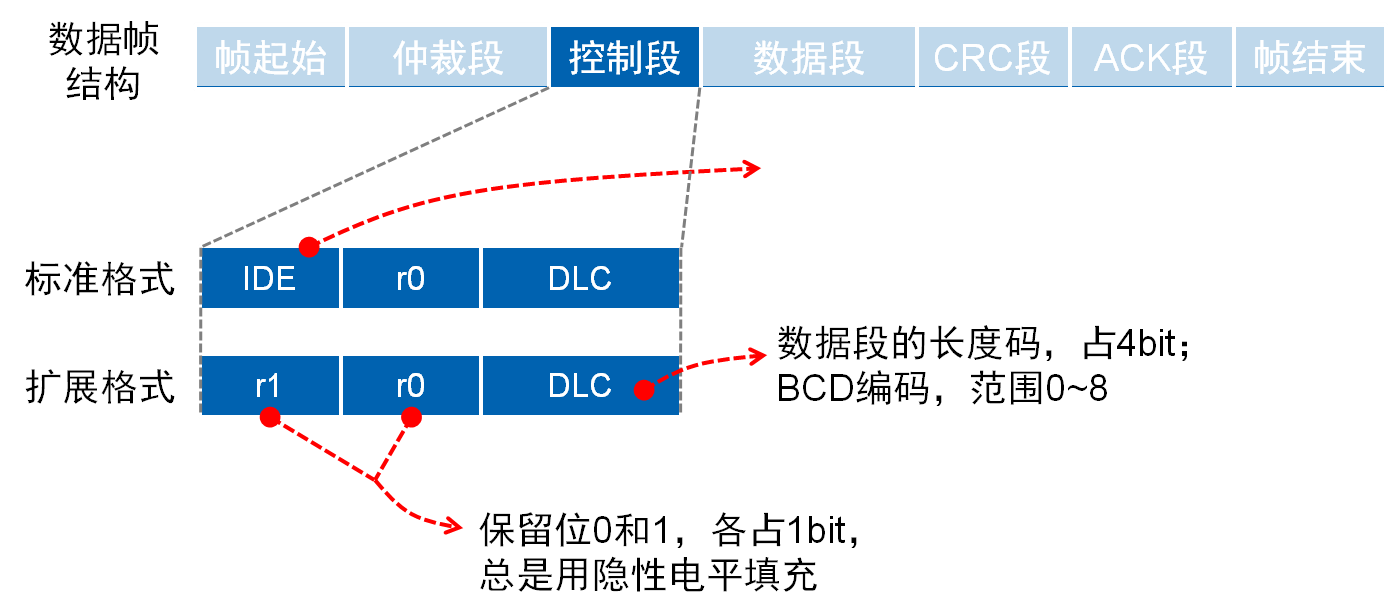 数据帧
结构
帧起始 仲裁段 控制段 数据段 CRC段 ACK段 帧结束
标准格式 IDE r0 DLC
扩展格式 r1 r0 DLC
数据段的长度码，占4bit；
BCD编码，范围0~8
保留位0和1，各占1bit，
总是用隐性电平填充